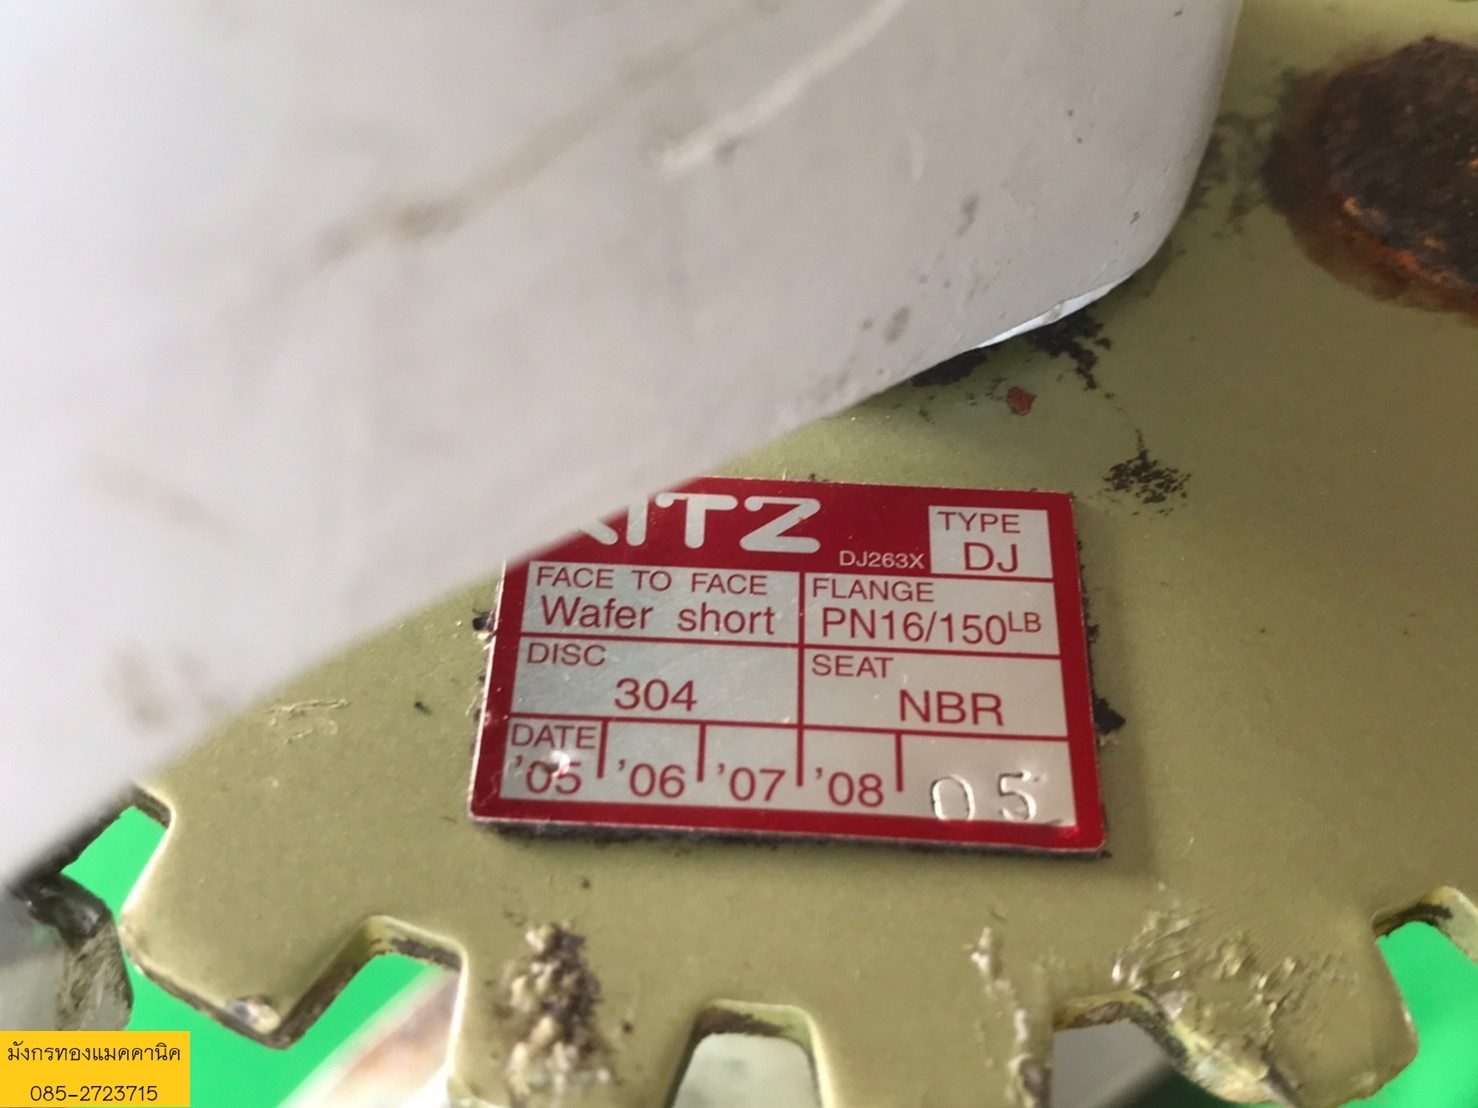 KITZ
DJ263X
TYPE
DJ
FACE TO FACE
Wafer short
FLANGE
PN16/150LB
DISC
304
SEAT
NBR
DATE
'05 '06 '07 '08 05
มังกรทองแมคคานิค
085-2723715